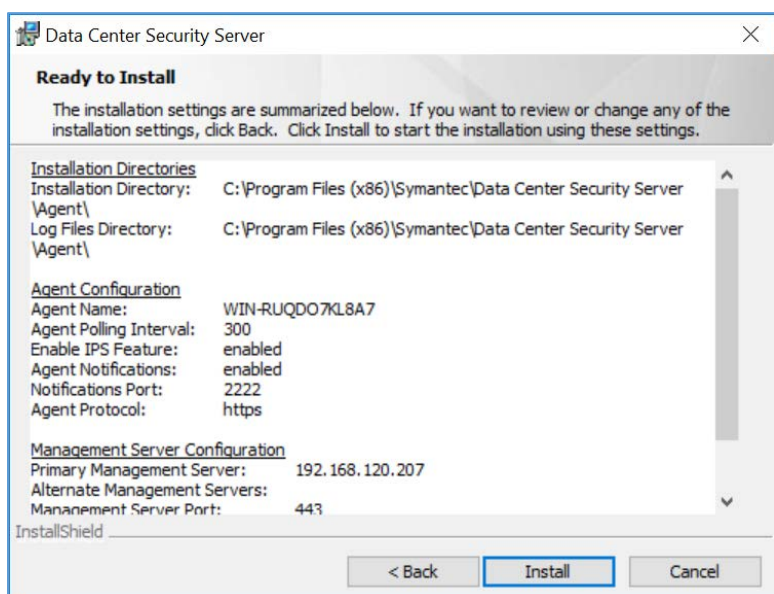 Data Center Security Server
Ready to Install
The installation settings are summarized below. If you want to review or change any of the
installation settings, click Back. Click Install to start the installation using these settings.
Installation Directories
Installation Directory: C:\Program Files (x86)\Symantec\Data Center Security Server
\Agent\
Log Files Directory: C:\Program Files (x86)\Symantec\Data Center Security Server
\Agent\
Agent Configuration
Agent Name: WIN-RUQDO7KL8A7
Agent Polling Interval: 300
Enable IPS Feature: enabled
Agent Notifications: enabled
Notifications Port: 2222
Agent Protocol: https
Management Server Configuration
Primary Management Server: 192.168.120.207
Alternate Management Servers:
Management Server Port: 443
InstallShield
< Back Install Cancel